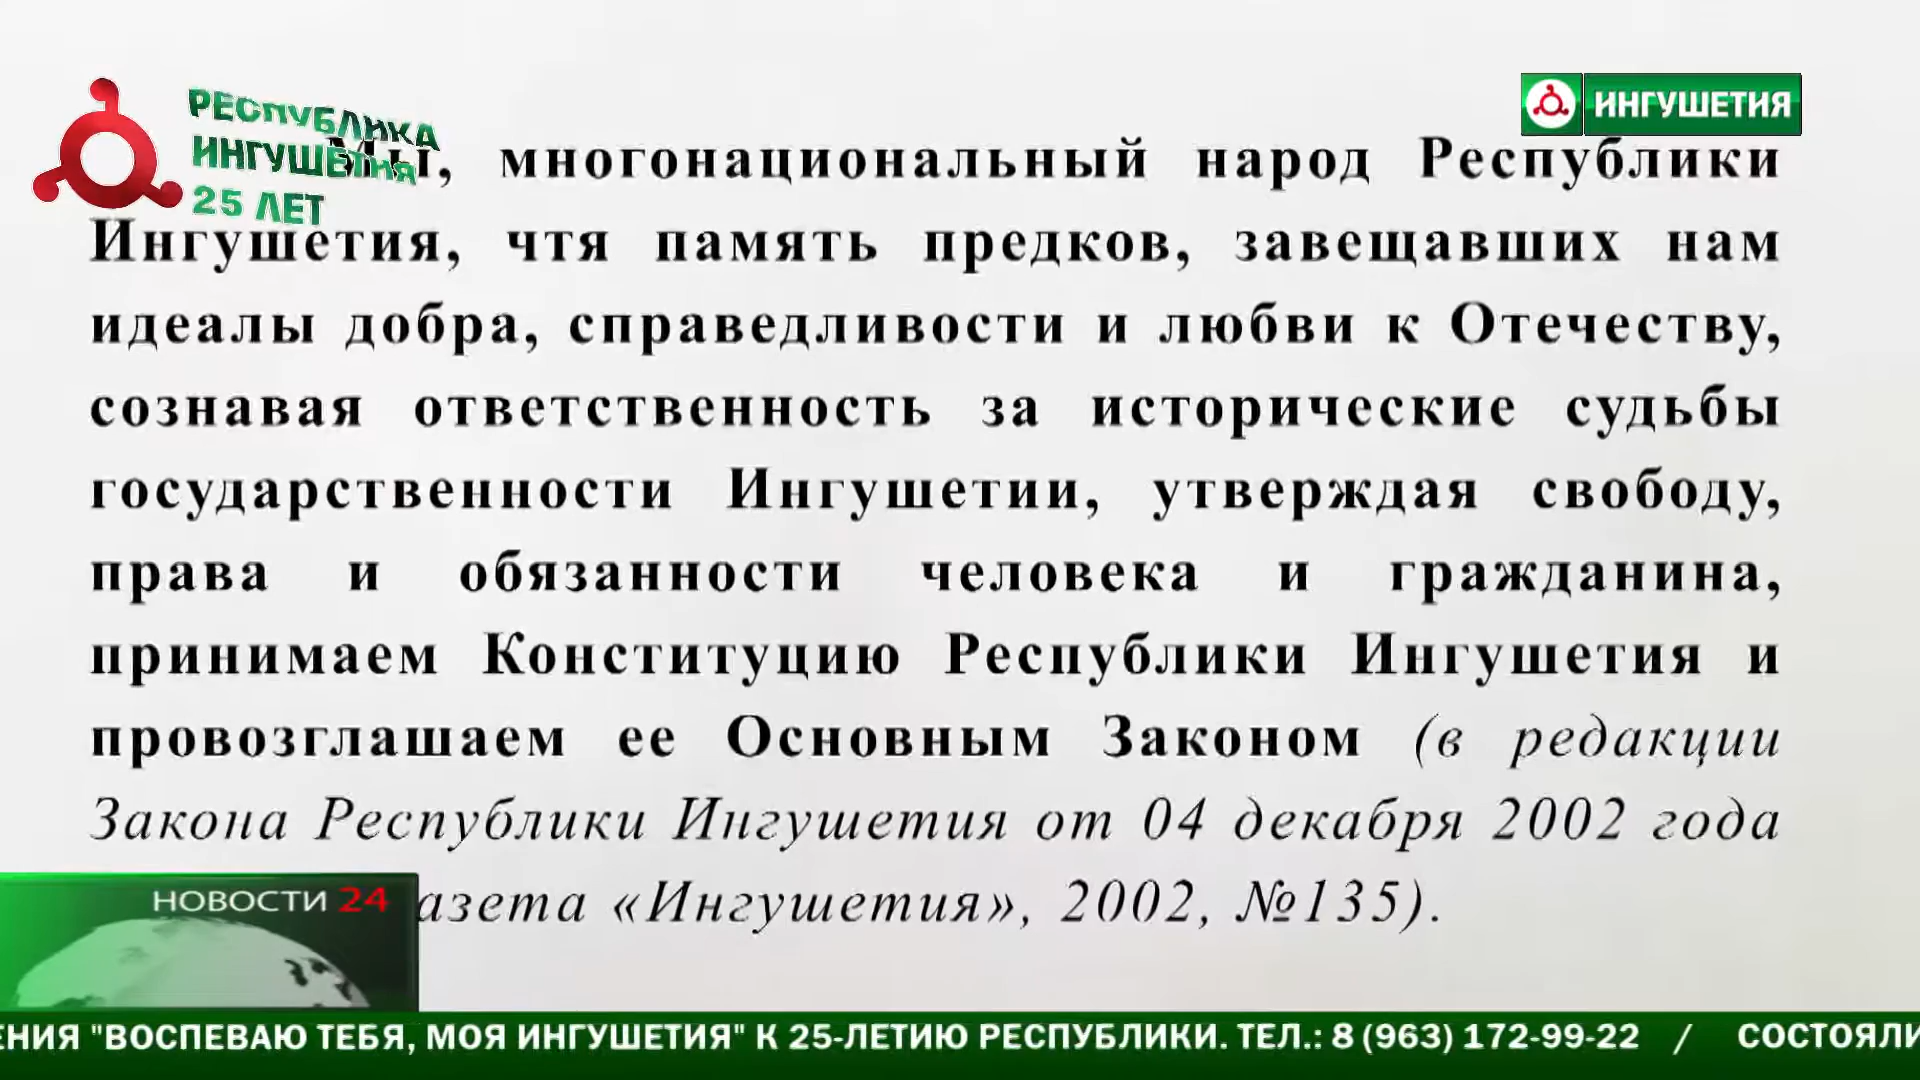 РЕСПУБЛИКА
ИНГУШЕТИЯ
25 ЛЕТ
ИНГУШЕТИЯ
Мы, многонациональный народ Республики
Ингушетия, чтя память предков, завещавших нам
идеалы добра, справедливости и любви к Отечеству,
сознавая ответственность за исторические судьбы
государственности Ингушетии, утверждая свободу,
права и обязанности человека и гражданина,
принимаем Конституцию Республики Ингушетия и
провозглашаем ее Основным Законом (в редакции
Закона Республики Ингушетия от 04 декабря 2002 года
азета «Ингушетия», 2002, №135).
НОВОСТИ 24
ЕНИЯ "ВОСПЕВАЮ ТЕБЯ, МОЯ ИНГУШЕТИЯ" К 25-ЛЕТИЮ РЕСПУБЛИКИ. ТЕЛ.: 8 (963) 172-99-22 / СОСТОЯЛИ